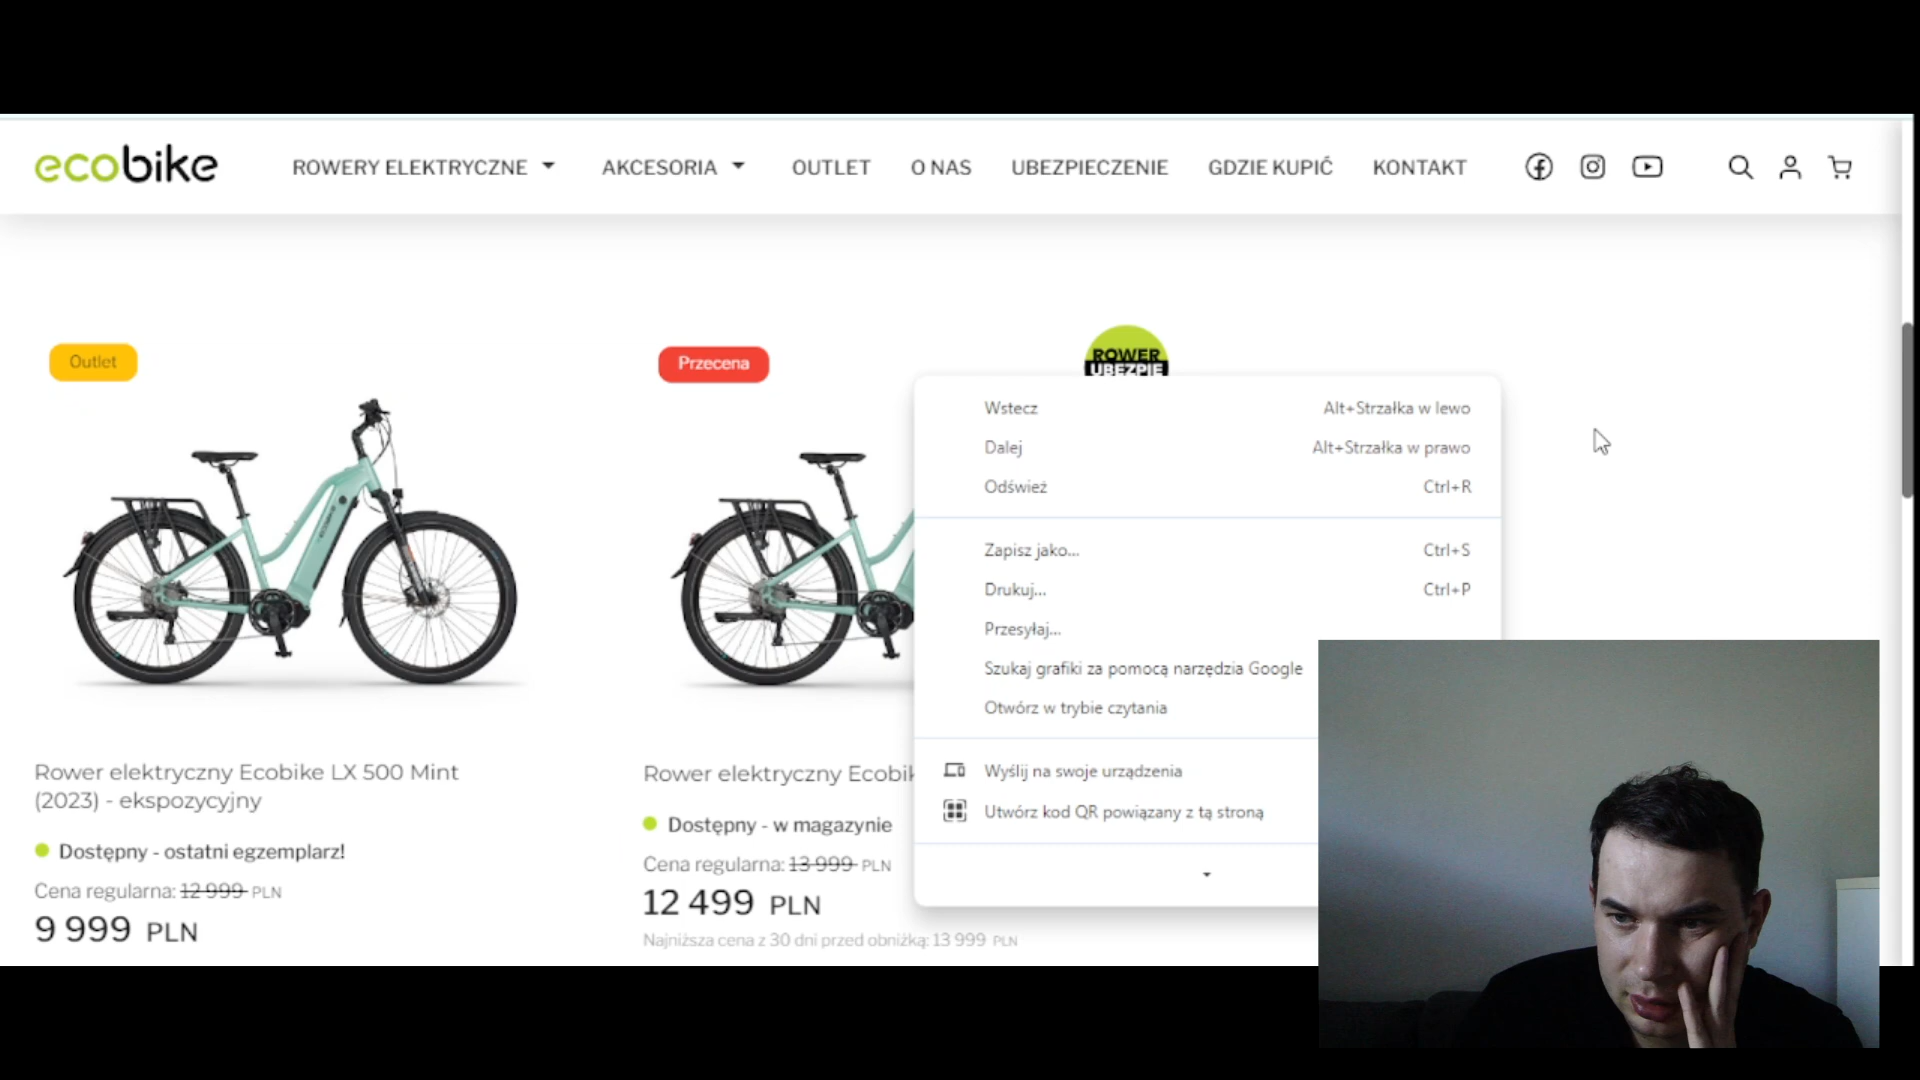 ecobike
ROWERY ELEKTRYCZNE
AKCESORIA
OUTLET
O NAS
UBEZPIECZENIE
GDZIE KUPIĆ
KONTAKT
Outlet
Przecena
ROWER
UBEZPIE
Wstecz Alt+Strzałka w lewo
Dalej Alt+Strzałka w prawo
Odśwież Ctrl+R
Zapisz jako... Ctrl+S
Drukuj... Ctrl+P
Przesyłaj...
Szukaj grafiki za pomocą narzędzia Google
Otwórz w trybie czytania
Wyślij na swoje urządzenia
Utwórz kod QR powiązany z tą stroną
Rower elektryczny Ecobike LX 500 Mint
(2023) - ekspozycyjny
Dostępny - ostatni egzemplarz!
Cena regularna: 12 999 PLN
9 999 PLN
Rower elektryczny Ecobik
Dostępny - w magazynie
Cena regularna: 13 999 PLN
12 499 PLN
Najniższa cena z 30 dni przed obniżką: 13 999 PLN